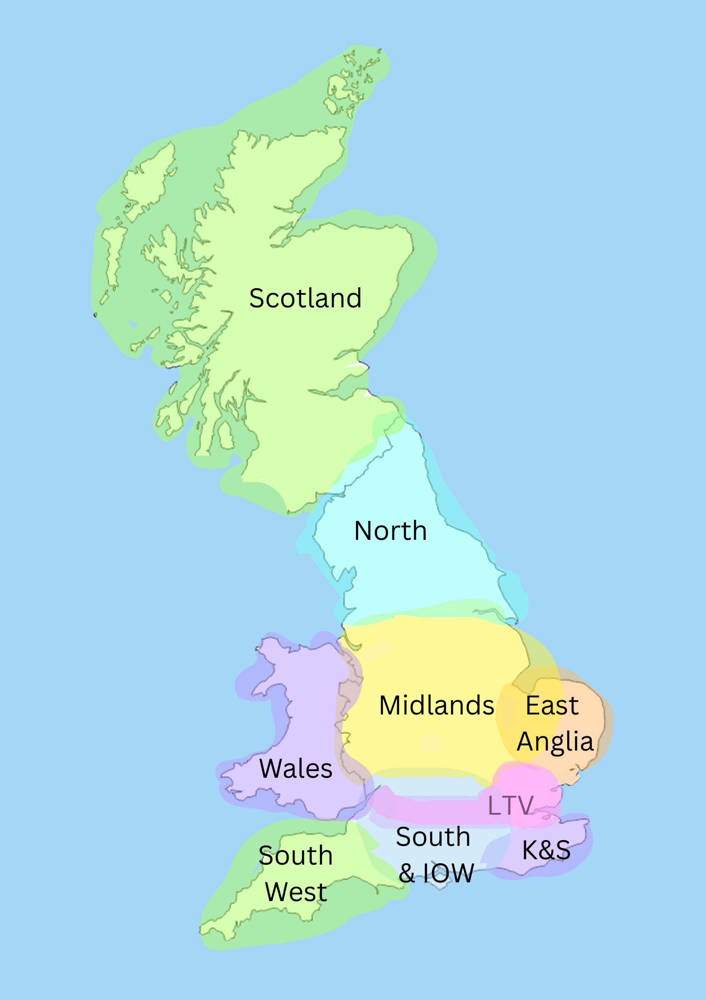 Scotland
North
Midlands
East
Anglia
Wales
LTV
South
& IOW
K&S
South
West